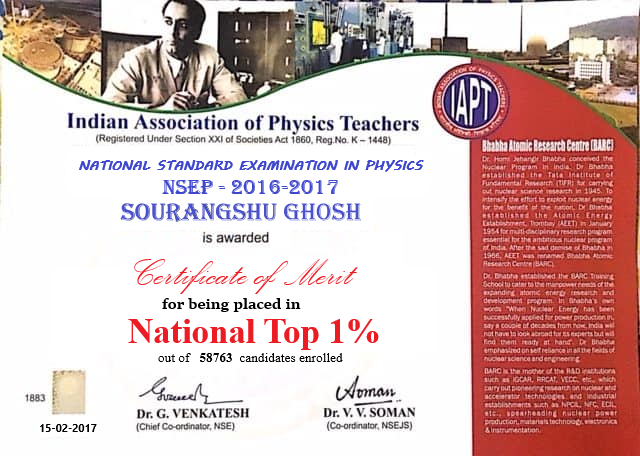 Indian Association of Physics Teachers
(Registered Under Section XXI of Societies Act 1860, Reg.No. K – 1448)
NATIONAL STANDARD EXAMINATION IN PHYSICS
NSEP - 2016-2017
SOURANGSHU GHOSH
is awarded
Certificate of Merit
for being placed in
National Top 1%
out of 58763 candidates enrolled
1883
15-02-2017
Dr. G. VENKATESH
(Chief Co-ordinator, NSE)
Dr. V. V. SOMAN
(Co-ordinator, NSEJS)
INDIAN ASSOCIATION OF PHYSICS TEACHERS
IAPT
Bhabha Atomic Research Centre (BARC)
Dr. Homi Jehangir Bhabha conceived the
Nuclear Program in India. Dr Bhabha
established the Tata Institute of
Fundamental Research (TIFR) for carrying
out nuclear science research in 1945. To
intensify the effort to exploit nuclear energy
for the benefit of the nation, Dr Bhabha
established the Atomic Energy
Establishment, Trombay (AEET) in January
1954 for multi-disciplinary research program
essential for the ambitious nuclear program
of India. After the sad demise of Bhabha in
1966, AEET was renamed Bhabha Atomic
Research Centre (BARC).
Dr. Bhabha established the BARC Training
School to cater to the manpower needs of the
expanding atomic energy research and
development program. In Bhabha's own
words "When Nuclear Energy has been
successfully applied for power production in,
say a couple of decades from now, India will
not have to look abroad for its experts but will
find them ready at hand". Dr Bhabha
emphasized on self reliance in all the fields of
nuclear science and engineering.
BARC is the mother of the R&D institutions
such as IGCAR, RRCAT, VECC, etc., which
carry out pioneering research on nuclear and
accelerator technologies and industrial
establishments such as NPCIL, NFC, ECIL,
etc., spearheading nuclear power
production, materials technology, electronics
& instrumentation.